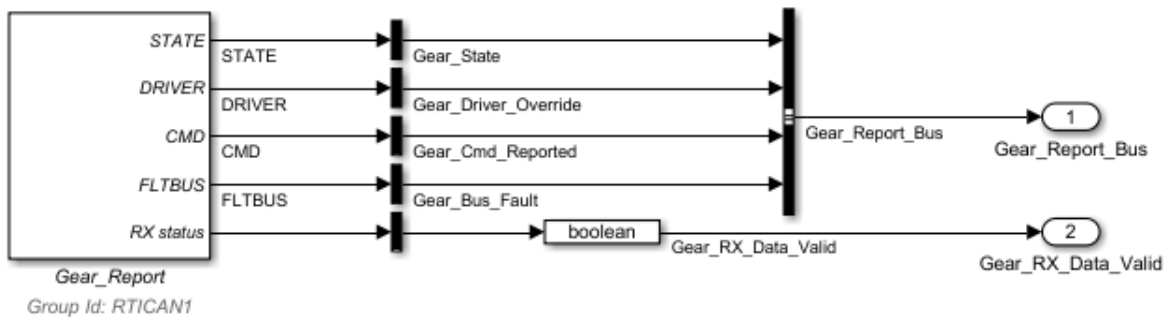 STATE
STATE
Gear_State
DRIVER
DRIVER
Gear_Driver_Override
CMD
CMD
Gear_Cmd_Reported
FLTBUS
FLTBUS
Gear_Bus_Fault
RX status
boolean
Gear_RX_Data_Valid
Gear_Report_Bus
1
Gear_Report_Bus
2
Gear_RX_Data_Valid
Gear_Report
Group Id: RTICAN1